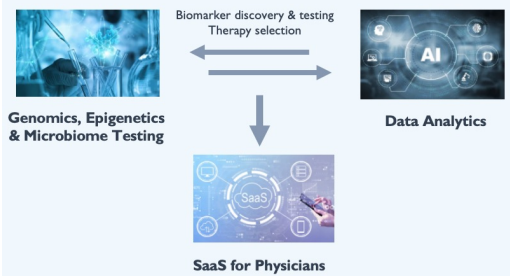 Biomarker discovery & testing
Therapy selection
AI
Genomics, Epigenetics
& Microbiome Testing
Data Analytics
SaaS
SaaS for Physicians